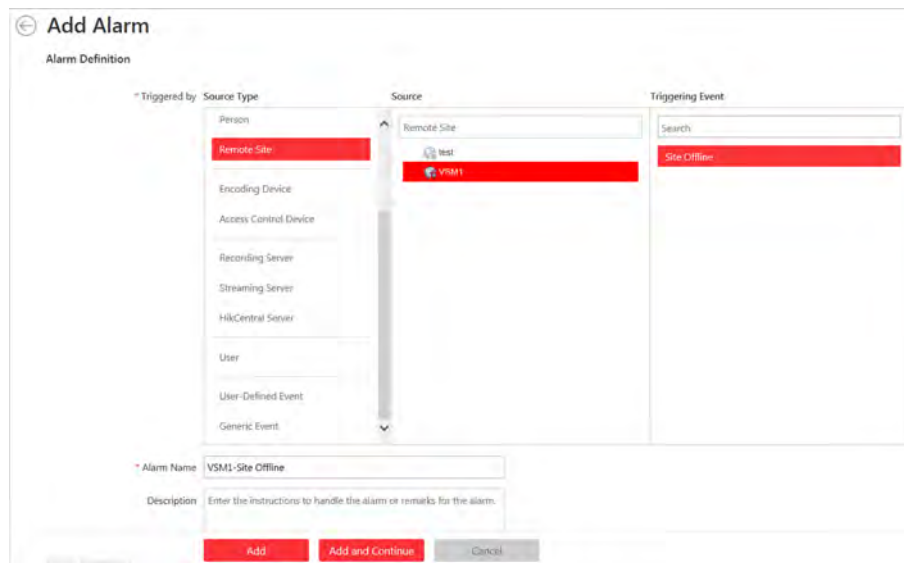 Add Alarm
Alarm Definition
* Triggered by Source Type Source Triggering Event
Person
Remote Site
Encoding Device
Access Control Device
Recording Server
Streaming Server
HikCentral Server
User
User-Defined Event
Generic Event
Remote Site
test
VSM1
Search
Site Offline
* Alarm Name VSM1-Site Offline
Description Enter the instructions to handle the alarm or remarks for the alarm.
Add Add and Continue Cancel